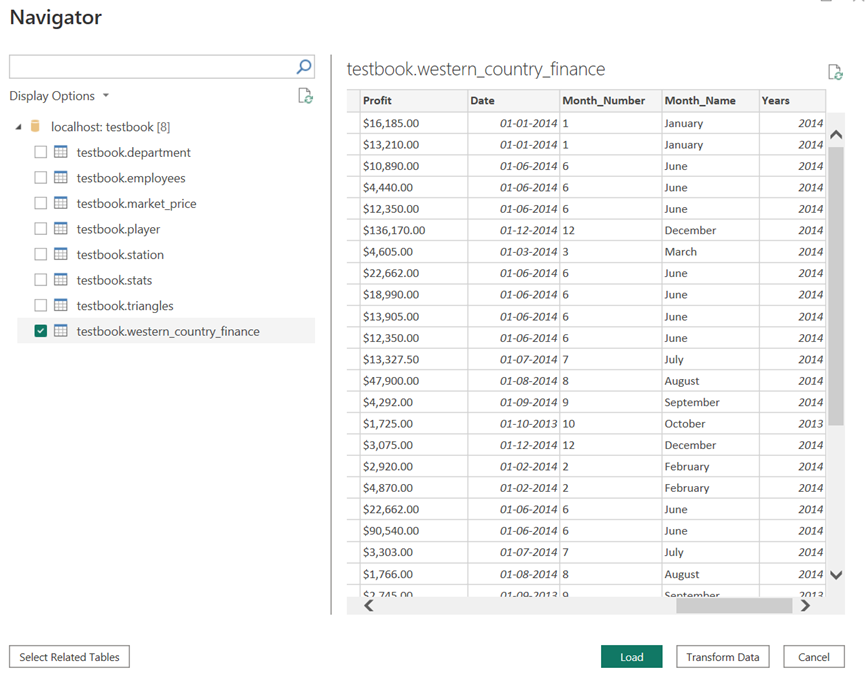 Navigator
Display Options
localhost: testbook [8]
testbook.department
testbook.employees
testbook.market_price
testbook.player
testbook.station
testbook.stats
testbook.triangles
testbook.western_country_finance
testbook.western_country_finance
Profit Date Month_Number Month_Name Years
$16,185.00 01-01-2014 1 January 2014
$13,210.00 01-01-2014 1 January 2014
$10,890.00 01-06-2014 6 June 2014
$4,440.00 01-06-2014 6 June 2014
$12,350.00 01-06-2014 6 June 2014
$136,170.00 01-12-2014 12 December 2014
$4,605.00 01-03-2014 3 March 2014
$22,662.00 01-06-2014 6 June 2014
$18,990.00 01-06-2014 6 June 2014
$13,905.00 01-06-2014 6 June 2014
$12,350.00 01-06-2014 6 June 2014
$13,327.50 01-07-2014 7 July 2014
$47,900.00 01-08-2014 8 August 2014
$4,292.00 01-09-2014 9 September 2014
$1,725.00 01-10-2013 10 October 2013
$3,075.00 01-12-2014 12 December 2014
$2,920.00 01-02-2014 2 February 2014
$4,870.00 01-02-2014 2 February 2014
$22,662.00 01-06-2014 6 June 2014
$90,540.00 01-06-2014 6 June 2014
$3,303.00 01-07-2014 7 July 2014
$1,766.00 01-08-2014 8 August 2014
$2,745.00 01-09-2013 9 September 2013
Select Related Tables
Load Transform Data Cancel